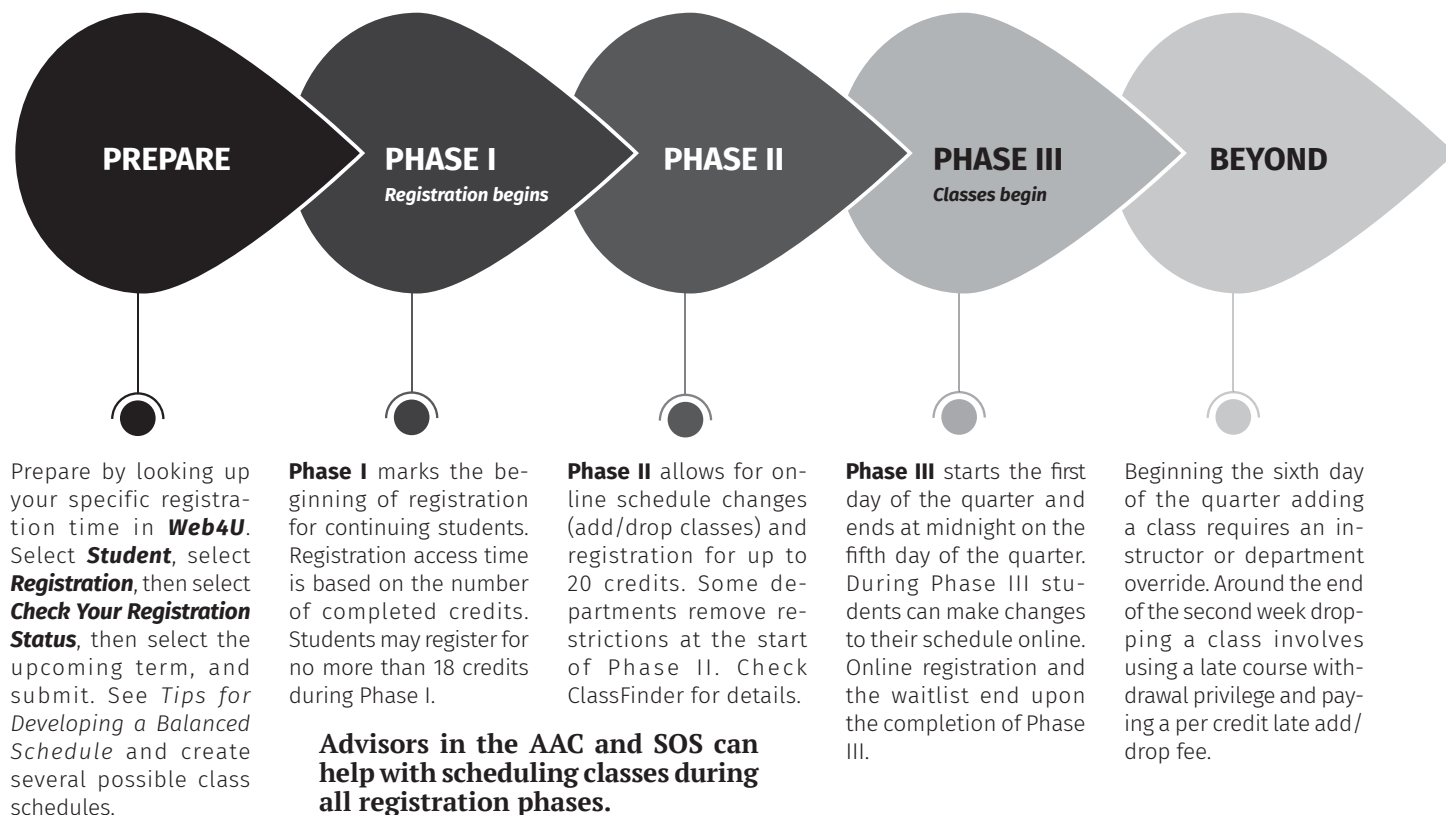 PREPARE
PHASE I
Registration begins
PHASE II
PHASE III
Classes begin
BEYOND
Prepare by looking up
your specific registra-
tion time in Web4U.
Select Student, select
Registration, then select
Check Your Registration
Status, then select the
upcoming term, and
submit. See Tips for
Developing a Balanced
Schedule and create
several possible class
schedules.
Phase I marks the be-
ginning of registration
for continuing students.
Registration access time
is based on the number
of completed credits.
Students may register for
no more than 18 credits
during Phase I.
Phase II allows for on-
line schedule changes
(add/drop classes) and
registration for up to
20 credits. Some de-
partments remove re-
strictions at the start
of Phase II. Check
ClassFinder for details.
Phase III starts the first
day of the quarter and
ends at midnight on the
fifth day of the quarter.
During Phase III stu-
dents can make changes
to their schedule online.
Online registration and
the waitlist end upon
the completion of Phase
III.
Beginning the sixth day
of the quarter adding
a class requires an in-
structor or department
override. Around the end
of the second week drop-
ping a class involves
using a late course with-
drawal privilege and pay-
ing a per credit late add/
drop fee.
Advisors in the AAC and SOS can
help with scheduling classes during
all registration phases.